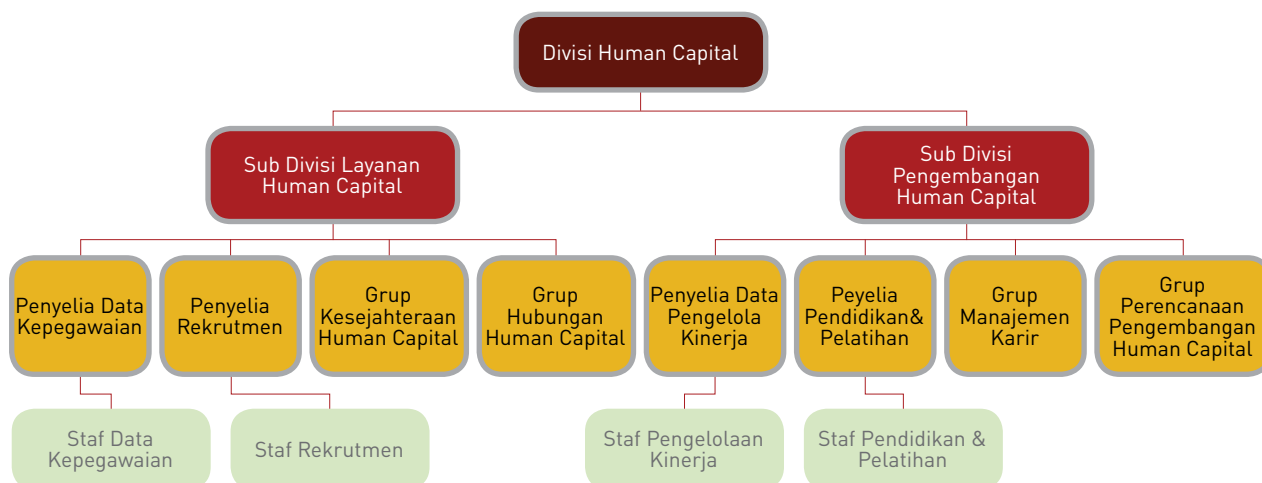 Divisi Human Capital
Sub Divisi Layanan
Human Capital
Sub Divisi
Pengembangan
Human Capital
Penyelia Data
Kepegawaian
Penyelia
Rekrutmen
Grup
Kesejahteraan
Human Capital
Grup
Hubungan
Human Capital
Penyelia Data
Pengelola
Kinerja
Peyelia
Pendidikan&
Pelatihan
Grup
Manajemen
Karir
Grup
Perencanaan
Pengembangan
Human Capital
Staf Data
Kepegawaian
Staf Rekrutmen
Staf Pengelolaan
Kinerja
Staf Pendidikan &
Pelatihan